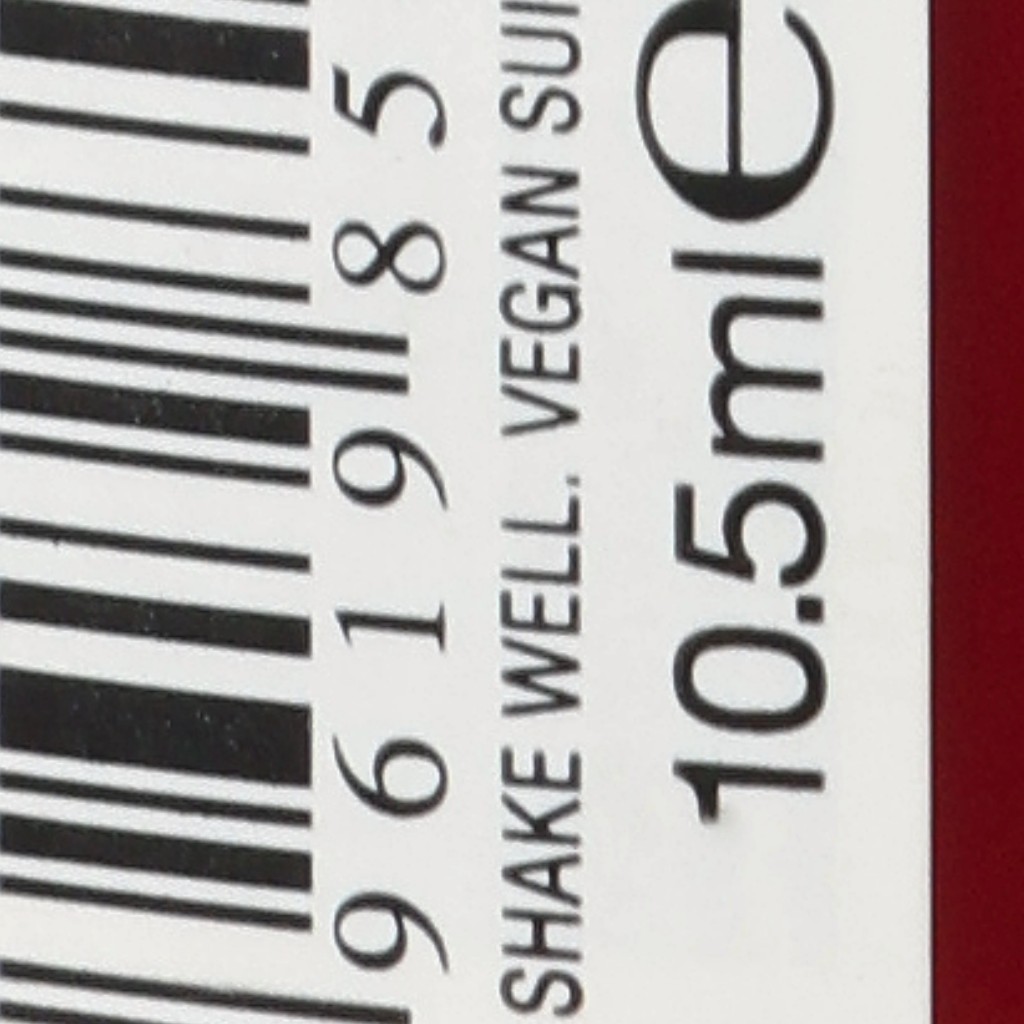 9 6 1 9 8 5
SHAKE WELL. VEGAN
10.5ml e